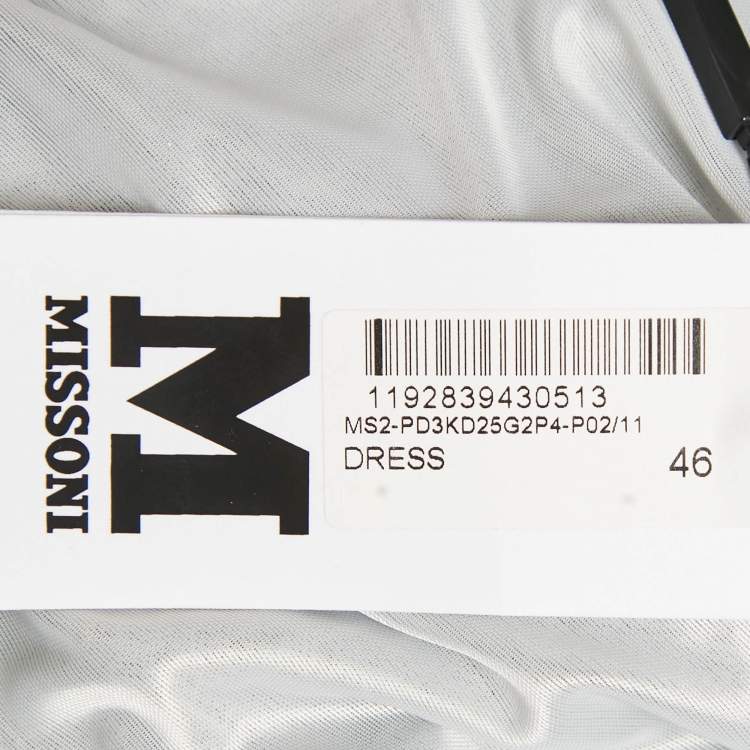 M
MISSONI
1192839430513
MS2-PD3KD25G2P4-P02/11
DRESS 46